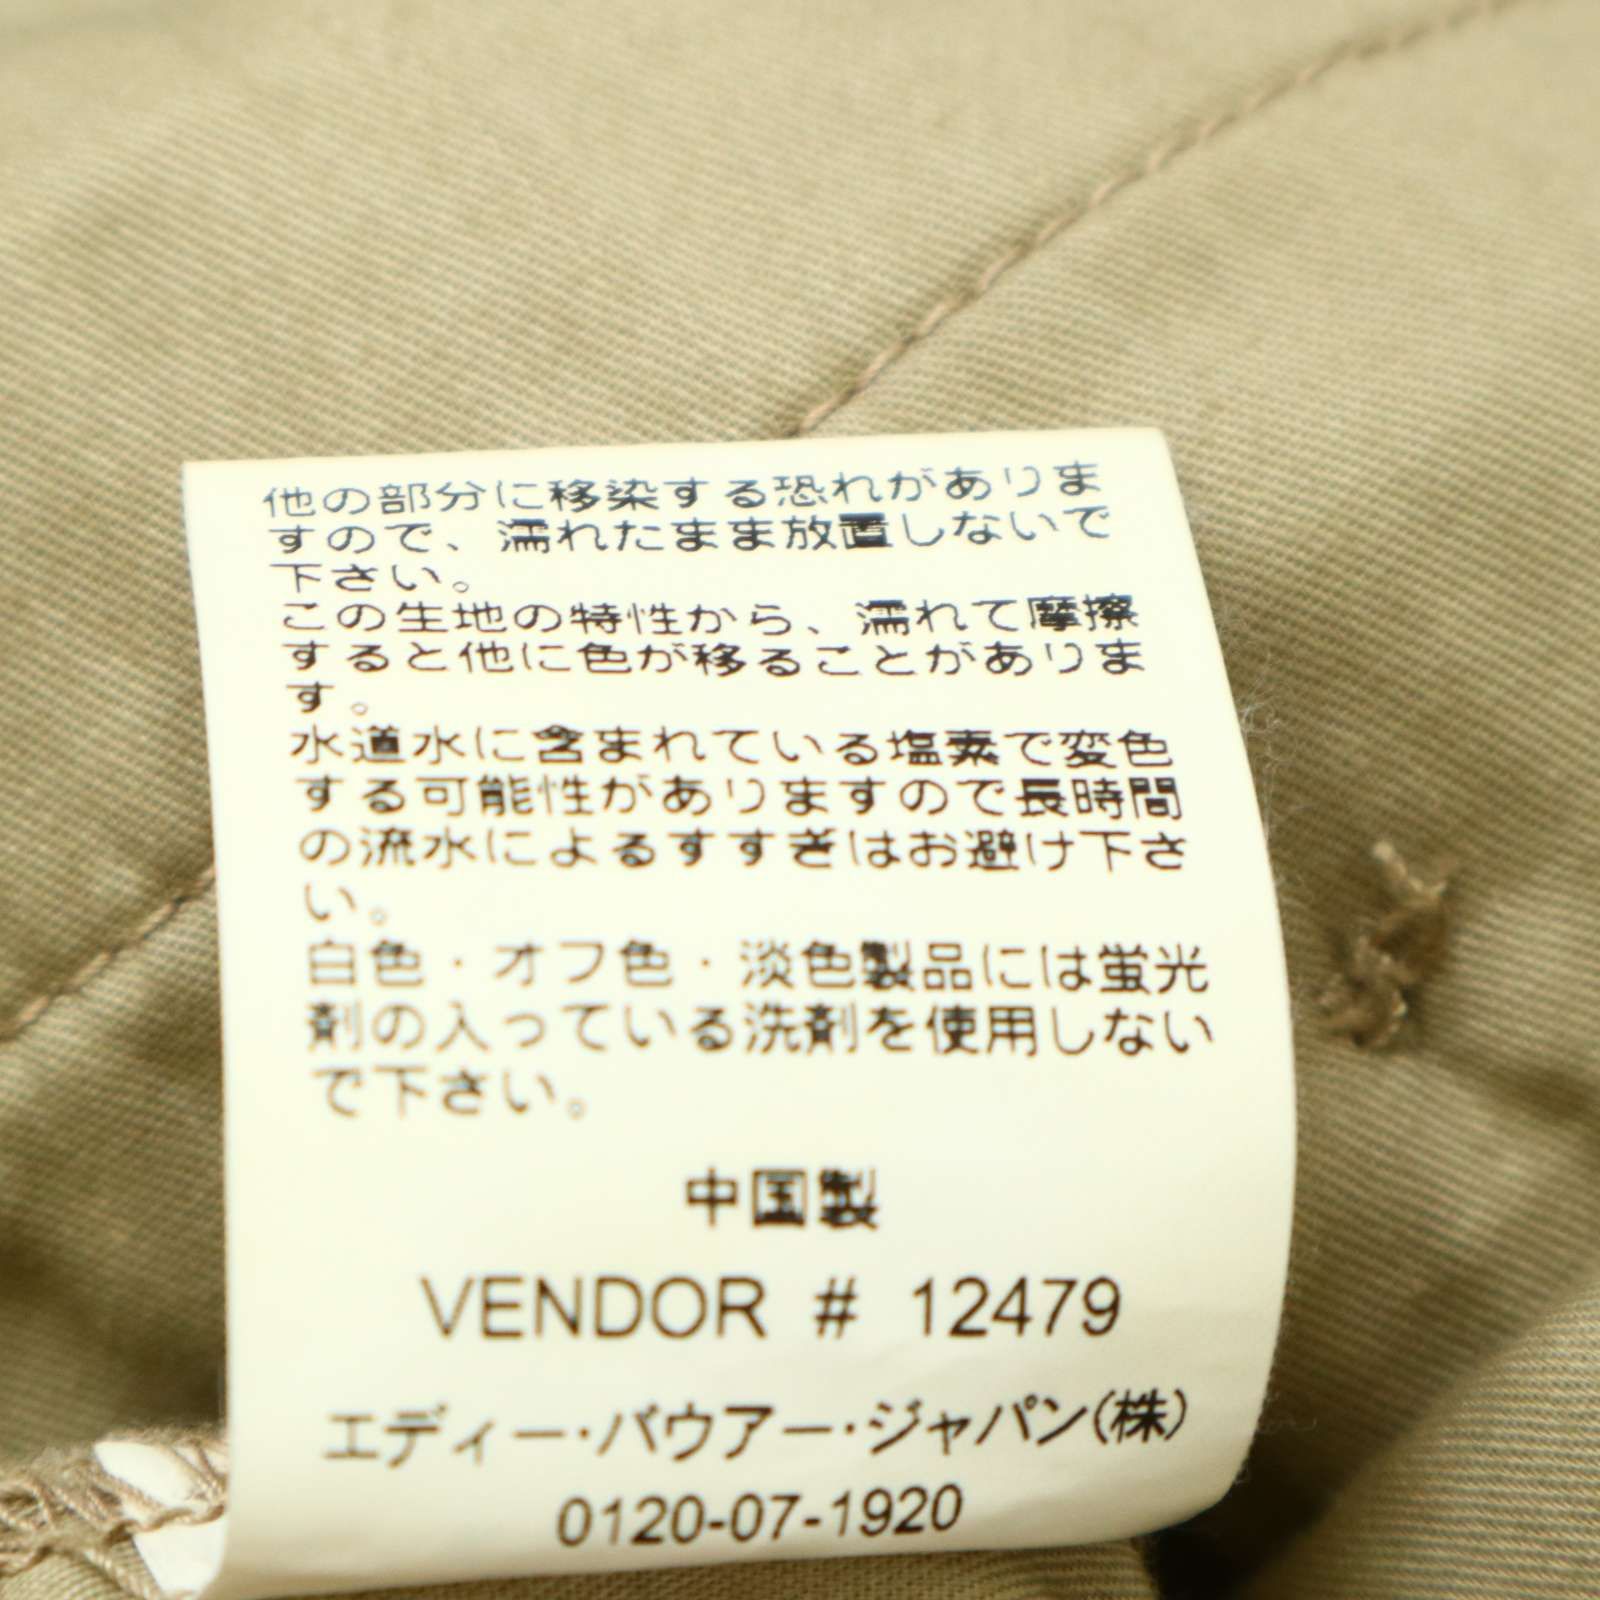 他の部分に移染する恐れがありま
すので、濡れたまま放置しないで
下さい。
この生地の特性から、濡れて摩擦
すると他に色が移ることがありま
す。
水道水に含まれている塩素で変色
する可能性がありますので長時間
の流水によるすすぎはお避け下さ
い。
白色・オフ色・淡色製品には蛍光
剤の入っている洗剤を使用しない
で下さい。
中国製
VENDOR # 12479
エディー・バウアー・ジャパン(株)
0120-07-1920